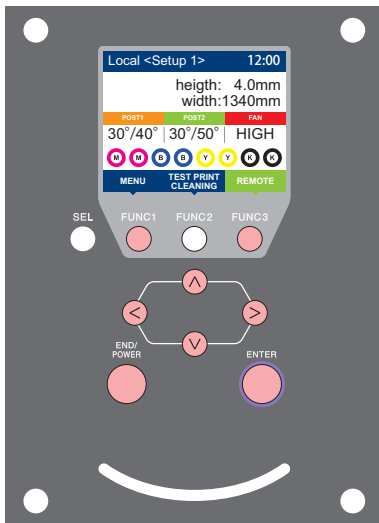 Local <Setup 1> 12:00
heigth: 4.0mm
width:1340mm
POST1 POST2 FAN
30°/40° 30°/50° HIGH
M M B B Y Y K K
MENU TEST PRINT CLEANING REMOTE
SEL FUNC1 FUNC2 FUNC3
END/
POWER
ENTER